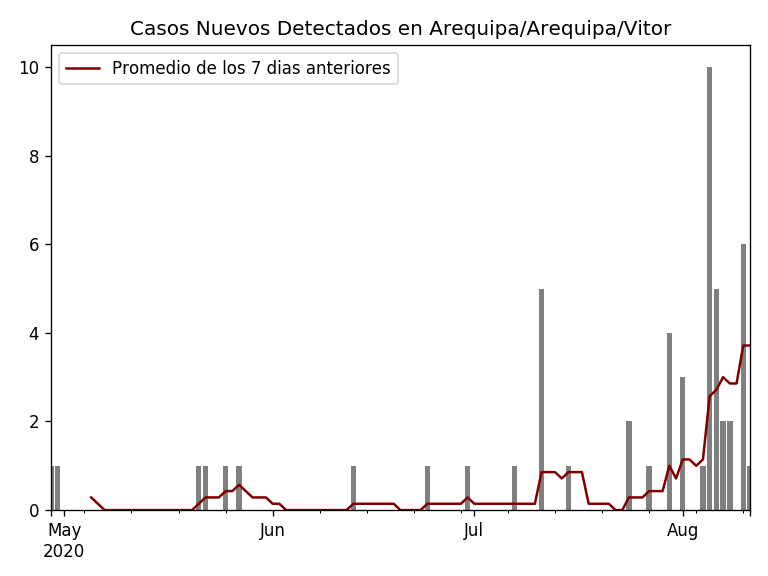 Casos Nuevos Detectados en Arequipa/Arequipa/Vitor
Promedio de los 7 dias anteriores
10
8
6
4
2
0
May Jun Jul Aug
2020